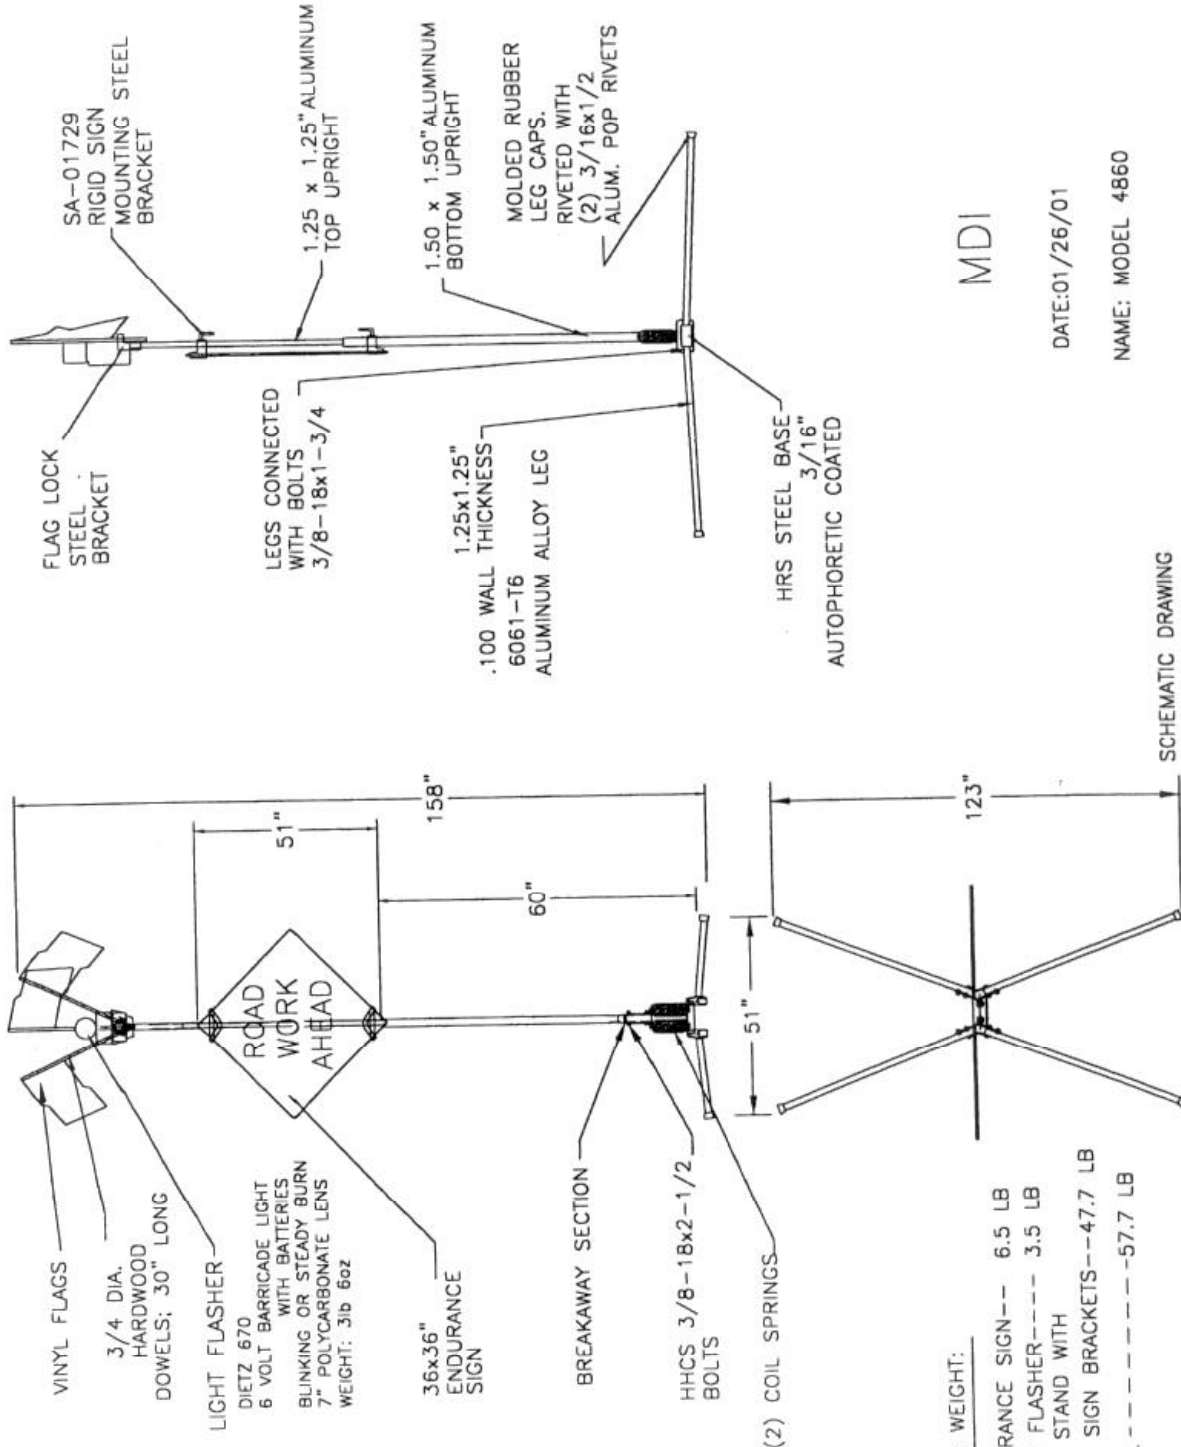 VINYL FLAGS
3/4 DIA.
HARDWOOD
DOWELS; 30" LONG
LIGHT FLASHER
DIETZ 670
6 VOLT BARRICADE LIGHT
WITH BATTERIES
BLINKING OR STEADY BURN
7" POLYCARBONATE LENS
WEIGHT: 3lb 6oz
36x36"
ENDURANCE
SIGN
BREAKAWAY SECTION
HHCS 3/8-18x2-1/2
BOLTS
(2) COIL SPRINGS
WEIGHT:
RANCE SIGN-- 6.5 LB
FLASHER---- 3.5 LB
STAND WITH
SIGN BRACKETS--47.7 LB
-------57.7 LB
ROAD
WORK
AHEAD
51"
158"
60"
51"
123"
SCHEMATIC DRAWING
FLAG LOCK
STEEL
BRACKET
SA-01729
RIGID SIGN
MOUNTING STEEL
BRACKET
1.25 x 1.25" ALUMINUM
TOP UPRIGHT
LEGS CONNECTED
WITH BOLTS
3/8-18x1-3/4
1.50 x 1.50" ALUMINUM
BOTTOM UPRIGHT
1.25x1.25"
.100 WALL THICKNESS
6061-T6
ALUMINUM ALLOY LEG
MOLDED RUBBER
LEG CAPS.
RIVETED WITH
(2) 3/16x1/2
ALUM. POP RIVETS
HRS STEEL BASE
3/16"
AUTOPHORETIC COATED
MDI
DATE:01/26/01
NAME: MODEL 4860